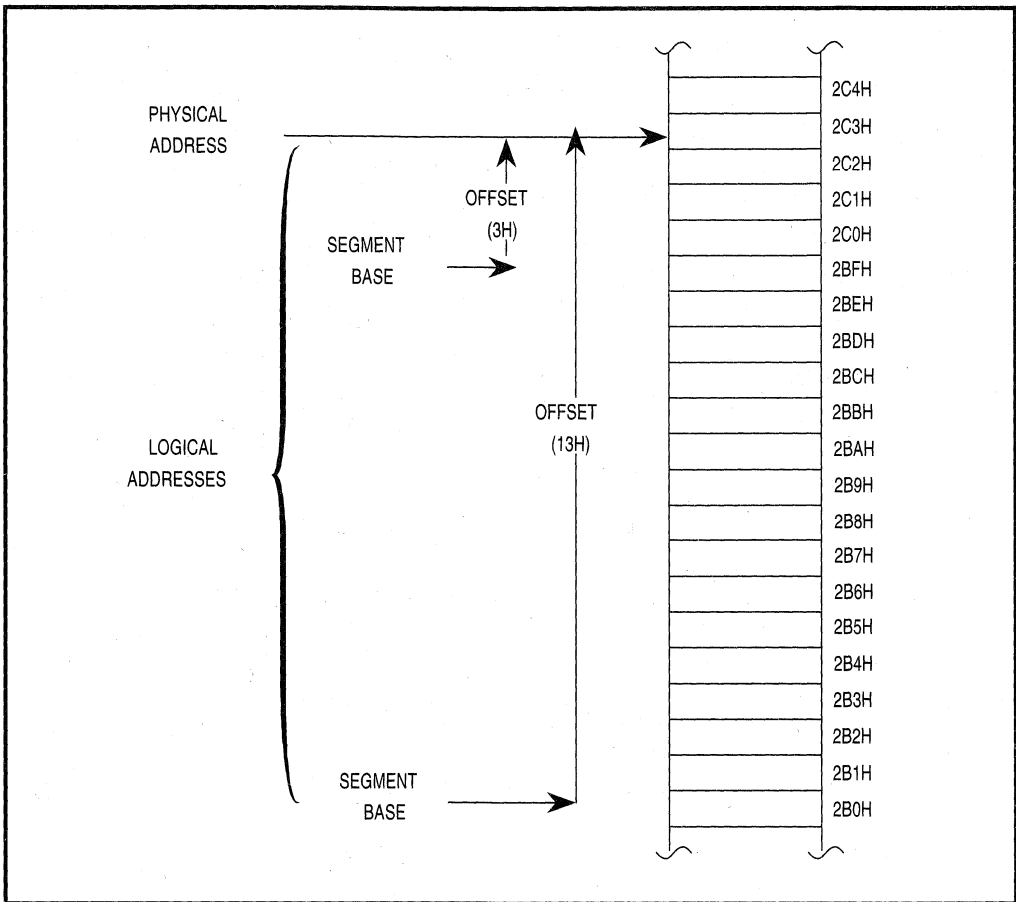 PHYSICAL
ADDRESS
OFFSET
(3H)
SEGMENT
BASE
OFFSET
(13H)
LOGICAL
ADDRESSES
SEGMENT
BASE
2C4H
2C3H
2C2H
2C1H
2C0H
2BFH
2BEH
2BDH
2BCH
2BBH
2BAH
2B9H
2B8H
2B7H
2B6H
2B5H
2B4H
2B3H
2B2H
2B1H
2B0H